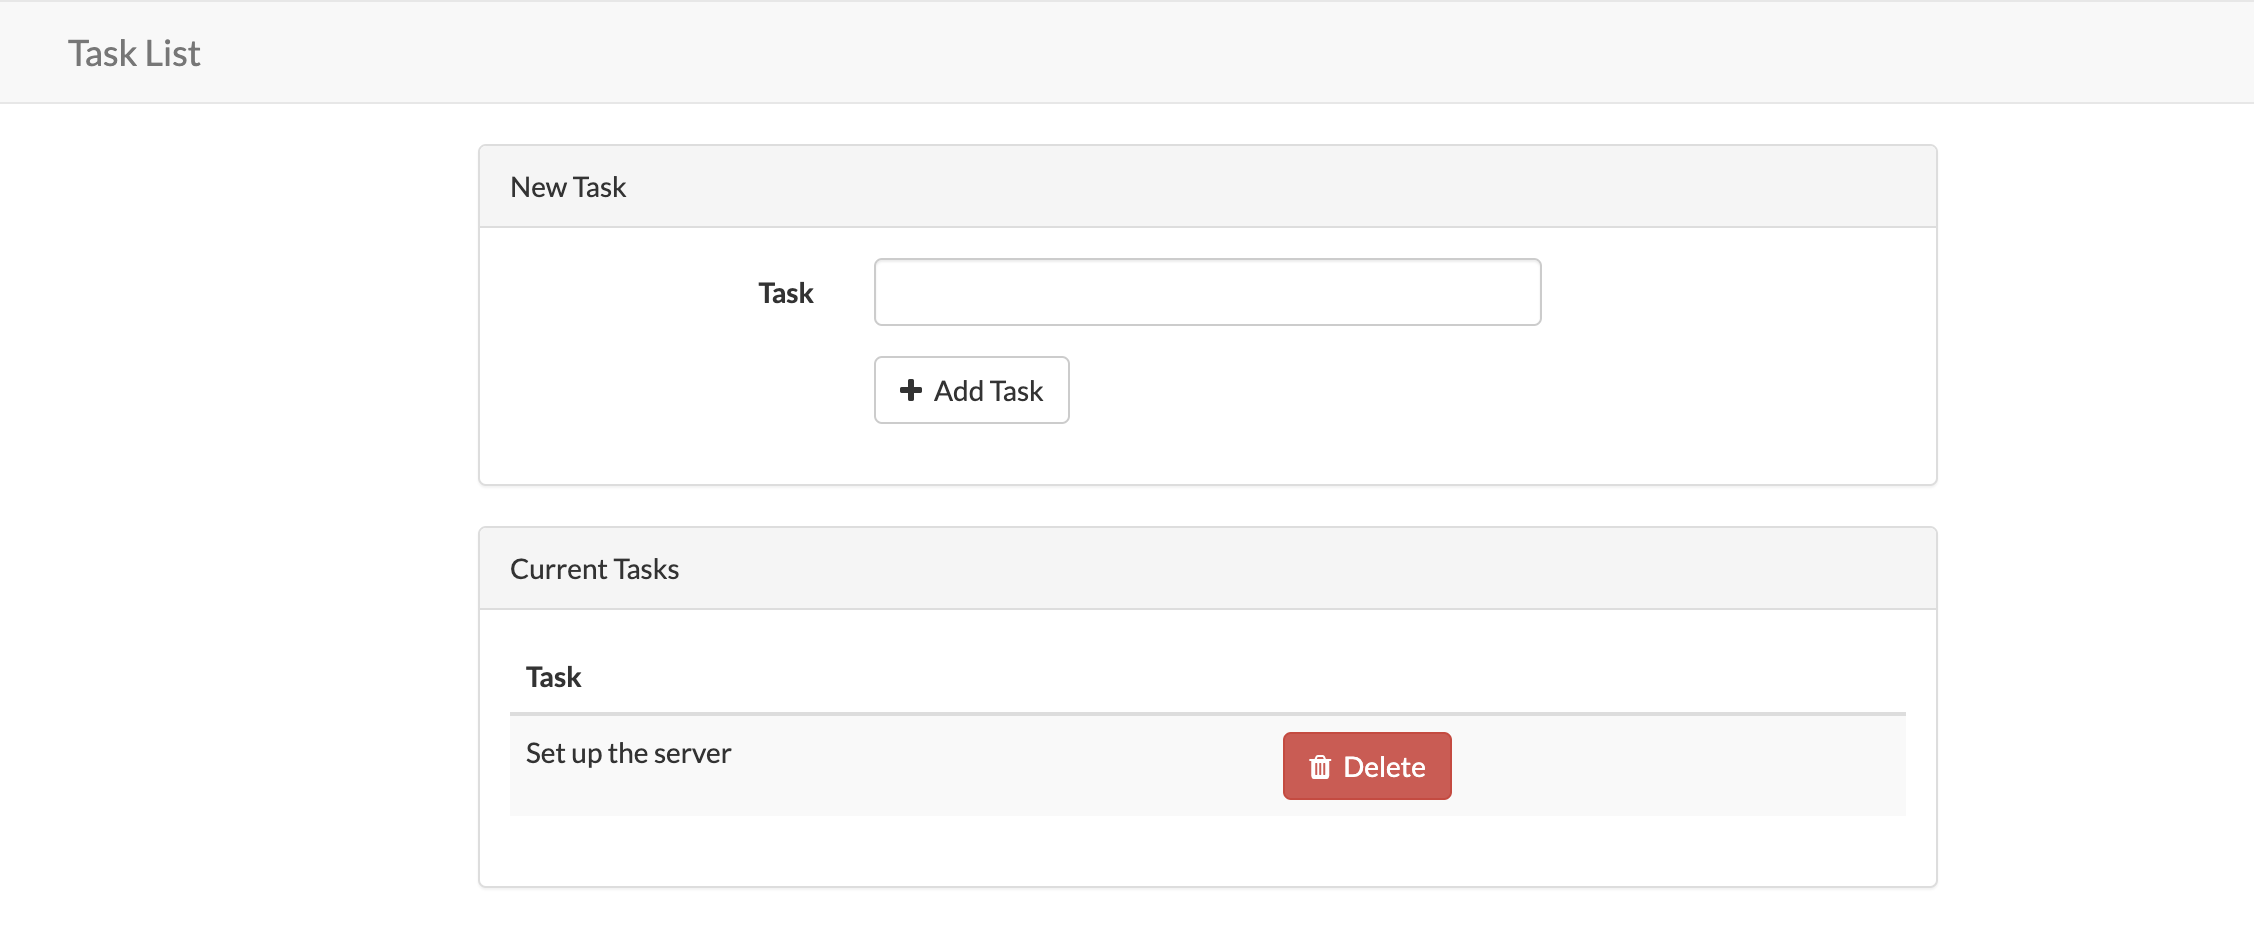 Task List
New Task
Task
Add Task
Current Tasks
Task
Set up the server
Delete